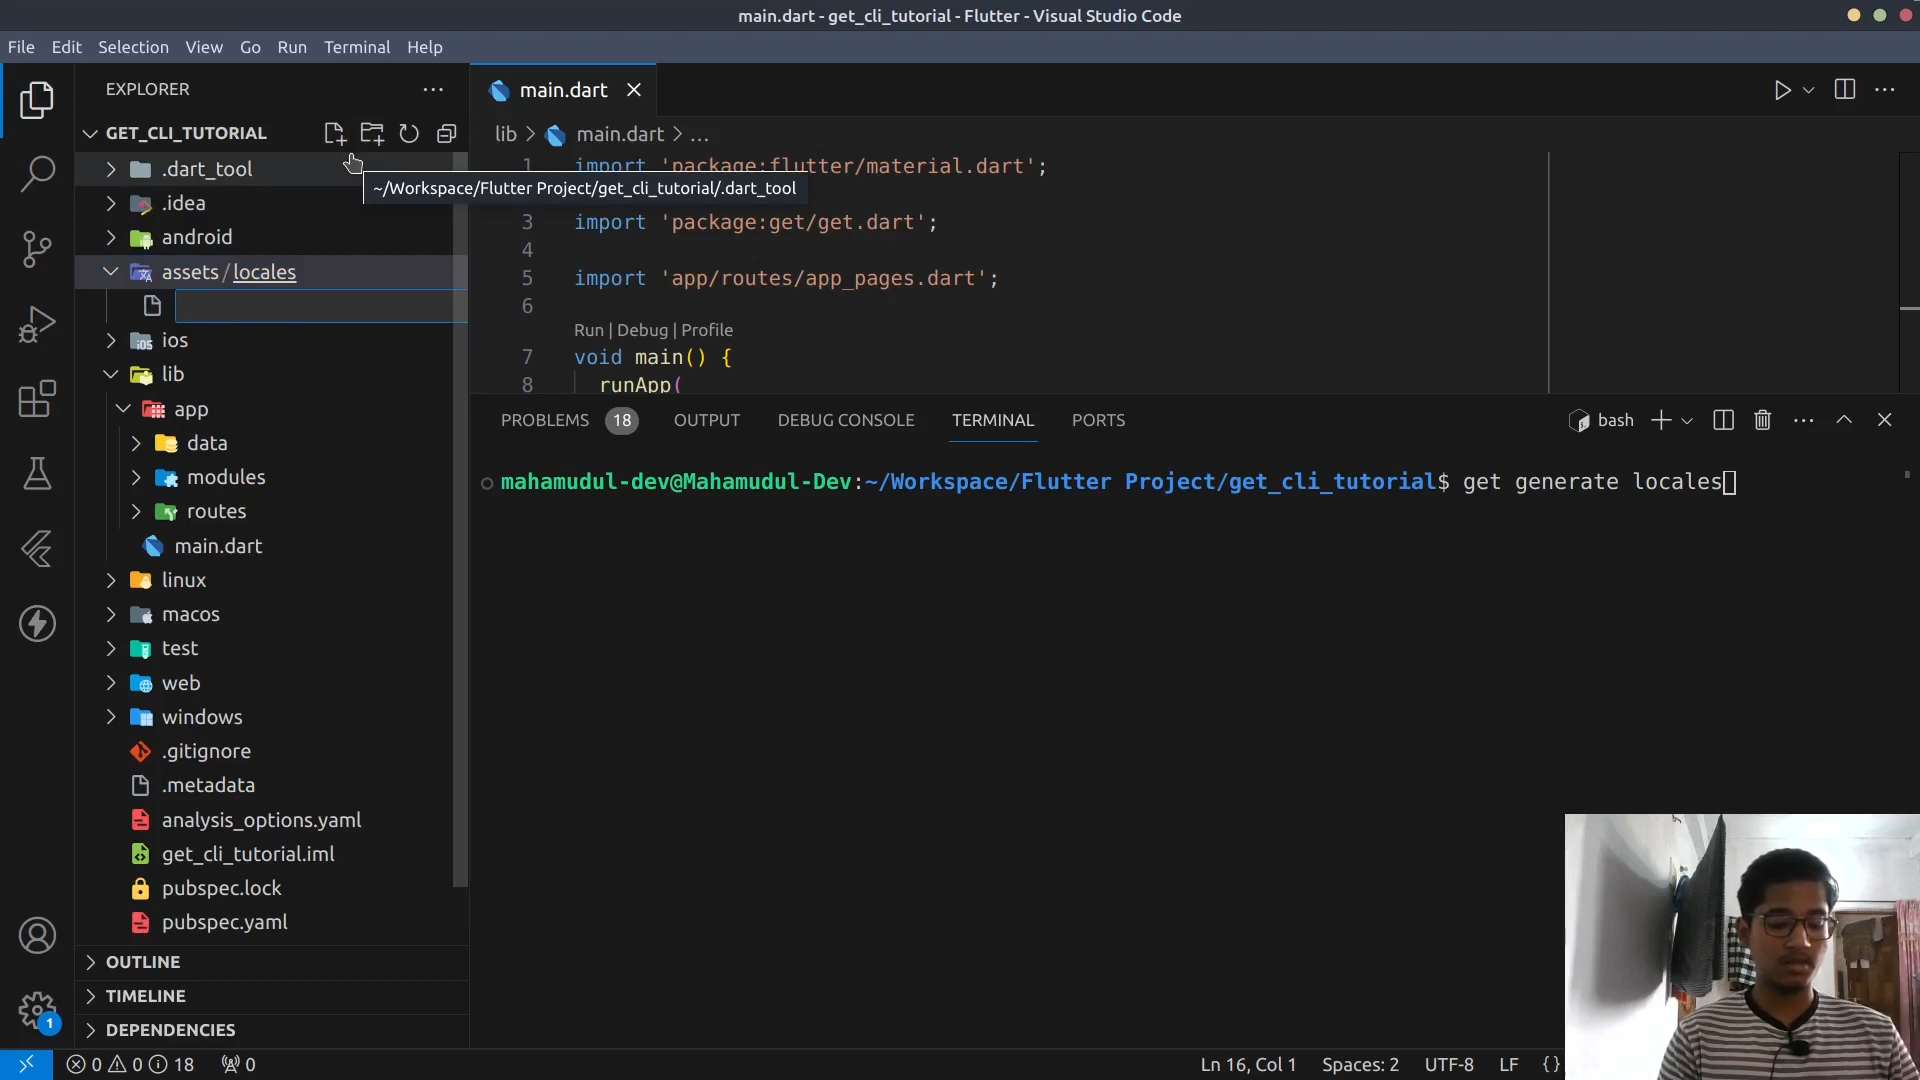 main.dart - get_cli_tutorial - Flutter - Visual Studio Code
File Edit Selection View Go Run Terminal Help
EXPLORER
main.dart
GET_CLI_TUTORIAL
lib > main.dart > ...
.dart_tool
1 import 'package:flutter/material.dart';
~/Workspace/Flutter Project/get_cli_tutorial/.dart_tool
.idea
3 import 'package:get/get.dart';
android
4
assets / locales
5 import 'app/routes/app_pages.dart';
6
Run | Debug | Profile
ios
7 void main() {
lib
8 runApp(
app
PROBLEMS 18 OUTPUT DEBUG CONSOLE TERMINAL PORTS
bash
data
modules
mahamudul-dev@Mahamudul-Dev:~/Workspace/Flutter Project/get_cli_tutorial$ get generate locales
routes
main.dart
linux
macos
test
web
windows
.gitignore
.metadata
analysis_options.yaml
get_cli_tutorial.iml
pubspec.lock
pubspec.yaml
OUTLINE
TIMELINE
DEPENDENCIES
1
0 0 18 0
Ln 16, Col 1 Spaces: 2 UTF-8 LF {}